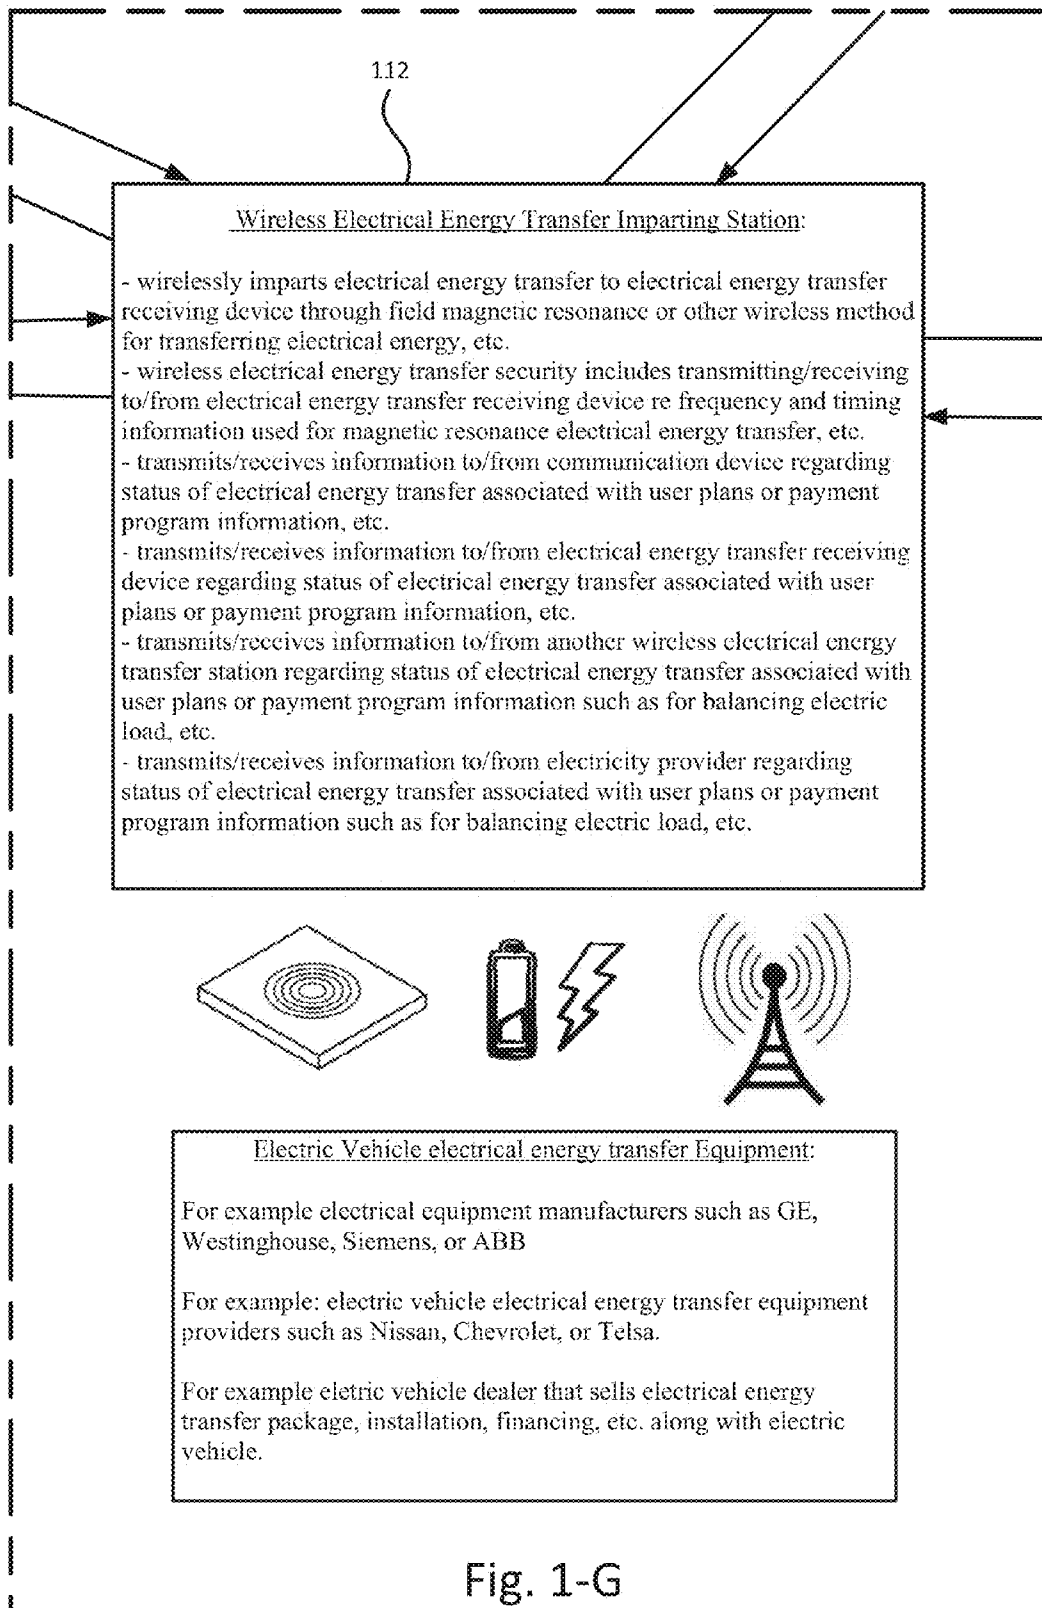 112
Wireless Electrical Energy Transfer Imparting Station:
- wirelessly imparts electrical energy transfer to electrical energy transfer
receiving device through field magnetic resonance or other wireless method
for transferring electrical energy, etc.
- wireless electrical energy transfer security includes transmitting/receiving
to/from electrical energy transfer receiving device re frequency and timing
information used for magnetic resonance electrical energy transfer, etc.
- transmits/receives information to/from communication device regarding
status of electrical energy transfer associated with user plans or payment
program information, etc.
- transmits/receives information to/from electrical energy transfer receiving
device regarding status of electrical energy transfer associated with user
plans or payment program information, etc.
- transmits/receives information to/from another wireless electrical energy
transfer station regarding status of electrical energy transfer associated with
user plans or payment program information such as for balancing electric
load, etc.
- transmits/receives information to/from electricity provider regarding
status of electrical energy transfer associated with user plans or payment
program information such as for balancing electric load, etc.
Electric Vehicle electrical energy transfer Equipment:
For example electrical equipment manufacturers such as GE,
Westinghouse, Siemens, or ABB
For example: electric vehicle electrical energy transfer equipment
providers such as Nissan, Chevrolet, or Telsa.
For example eletric vehicle dealer that sells electrical energy
transfer package, installation, financing, etc. along with electric
vehicle.
Fig. 1-G